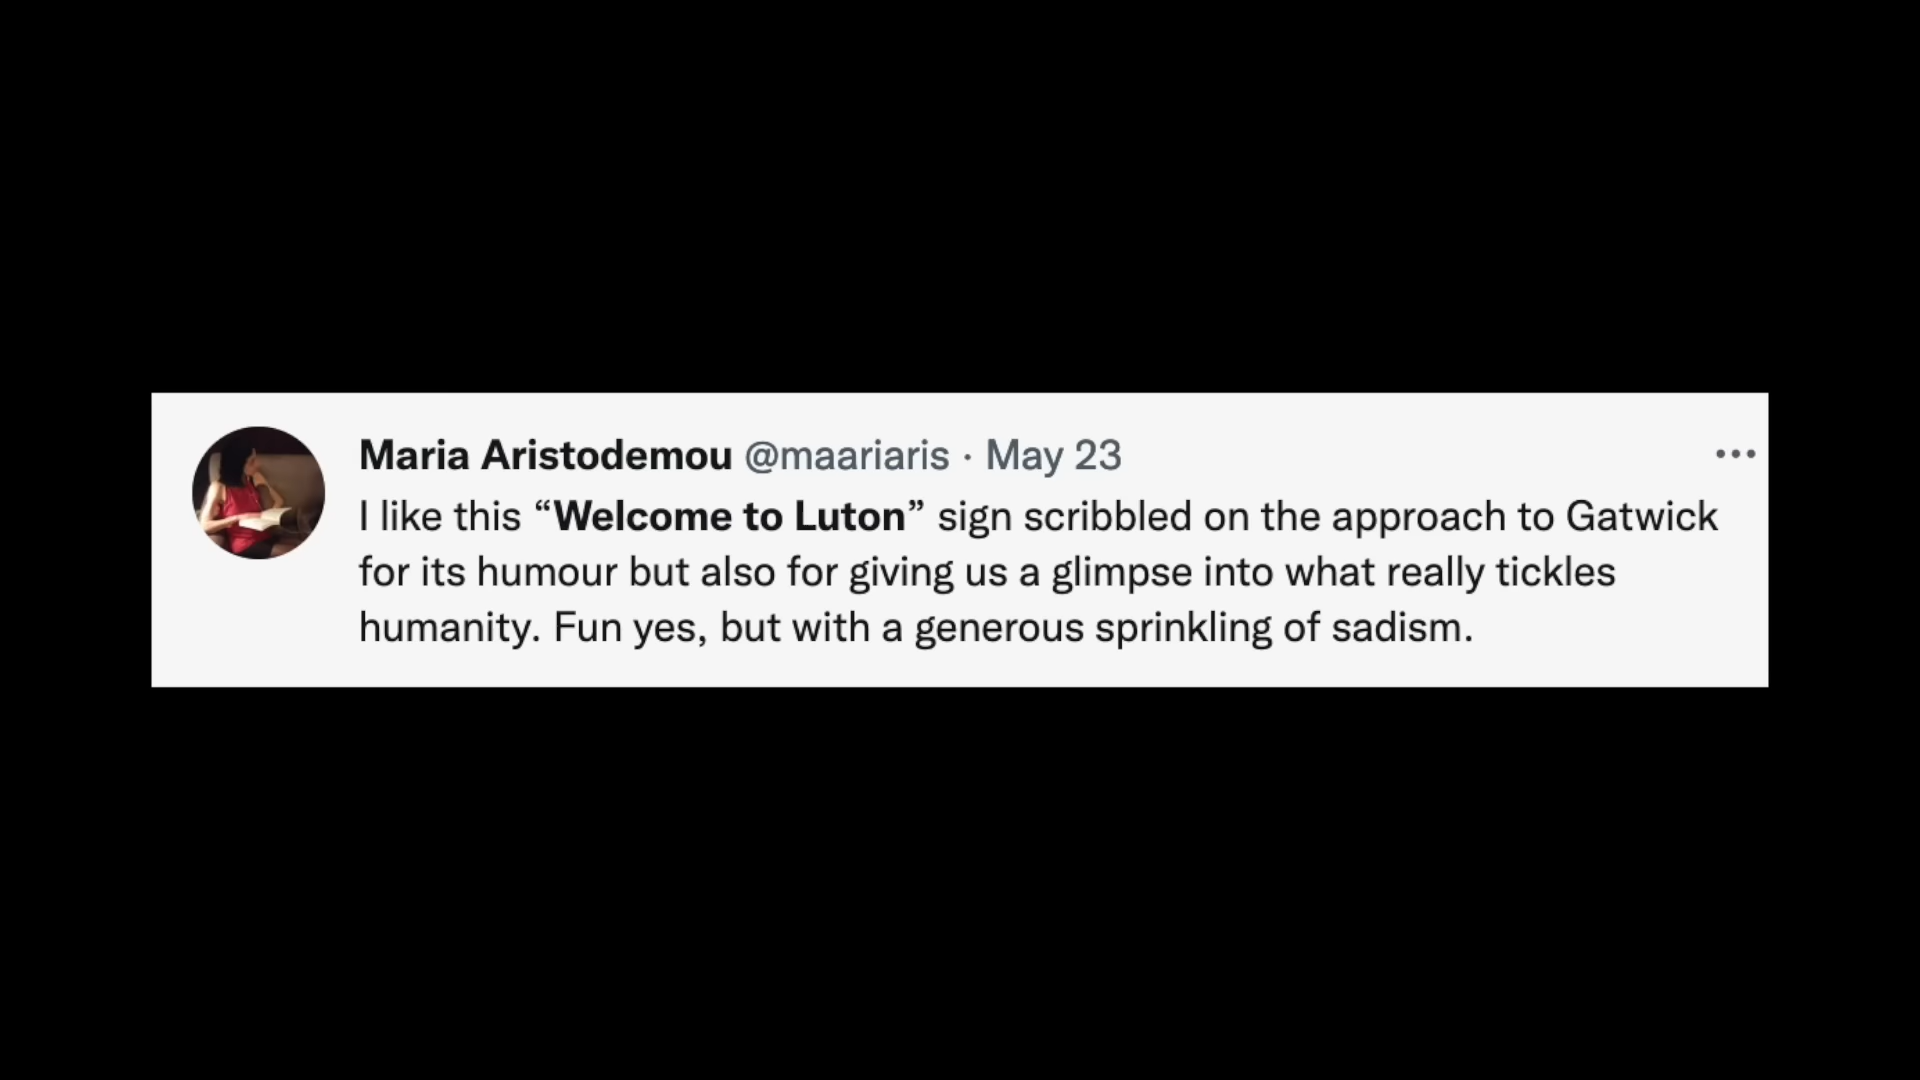 Maria Aristodemou @maariaris · May 23
I like this “Welcome to Luton” sign scribbled on the approach to Gatwick
for its humour but also for giving us a glimpse into what really tickles
humanity. Fun yes, but with a generous sprinkling of sadism.